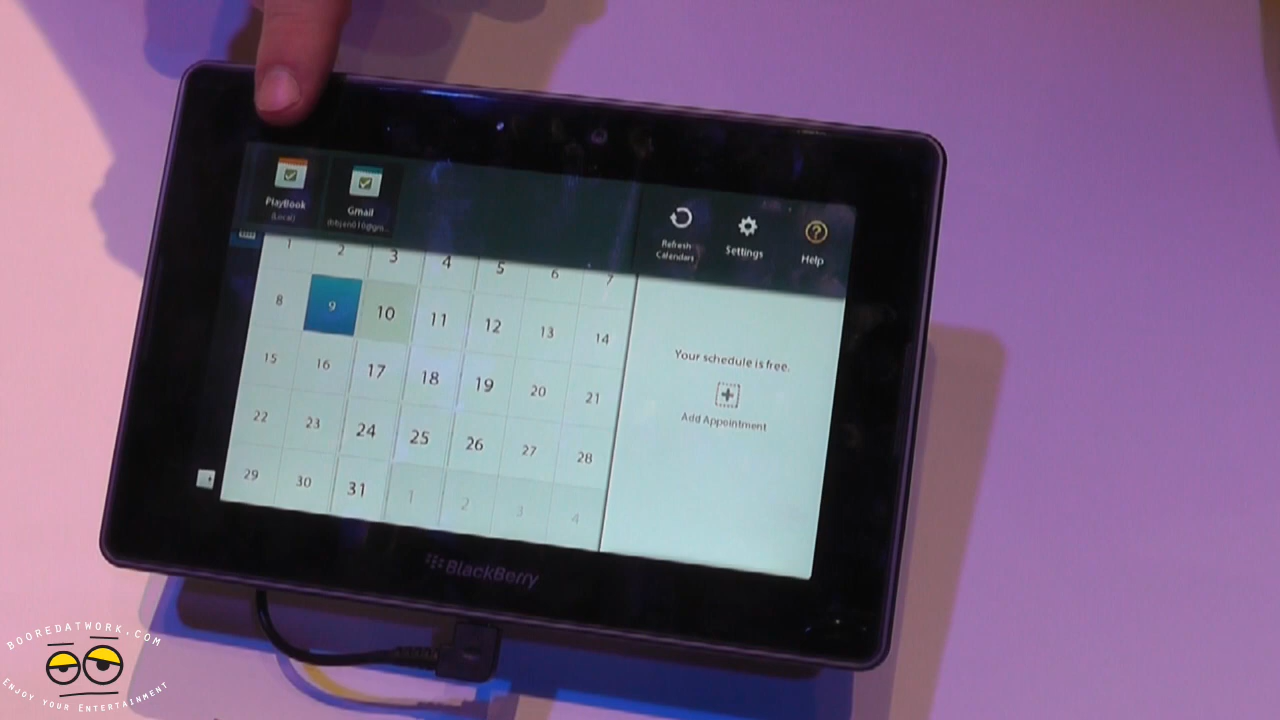 PlayBook
(Local)
Gmail
Refresh
Calendars
Settings
Help
1 2 3 4 5 6 7
8 9 10 11 12 13 14
15 16 17 18 19 20 21
22 23 24 25 26 27 28
29 30 31 1 2 3 4
Your schedule is free.
Add Appointment
BlackBerry
BOOREDATWORK.COM
ENJOY YOUR ENTERTAINMENT